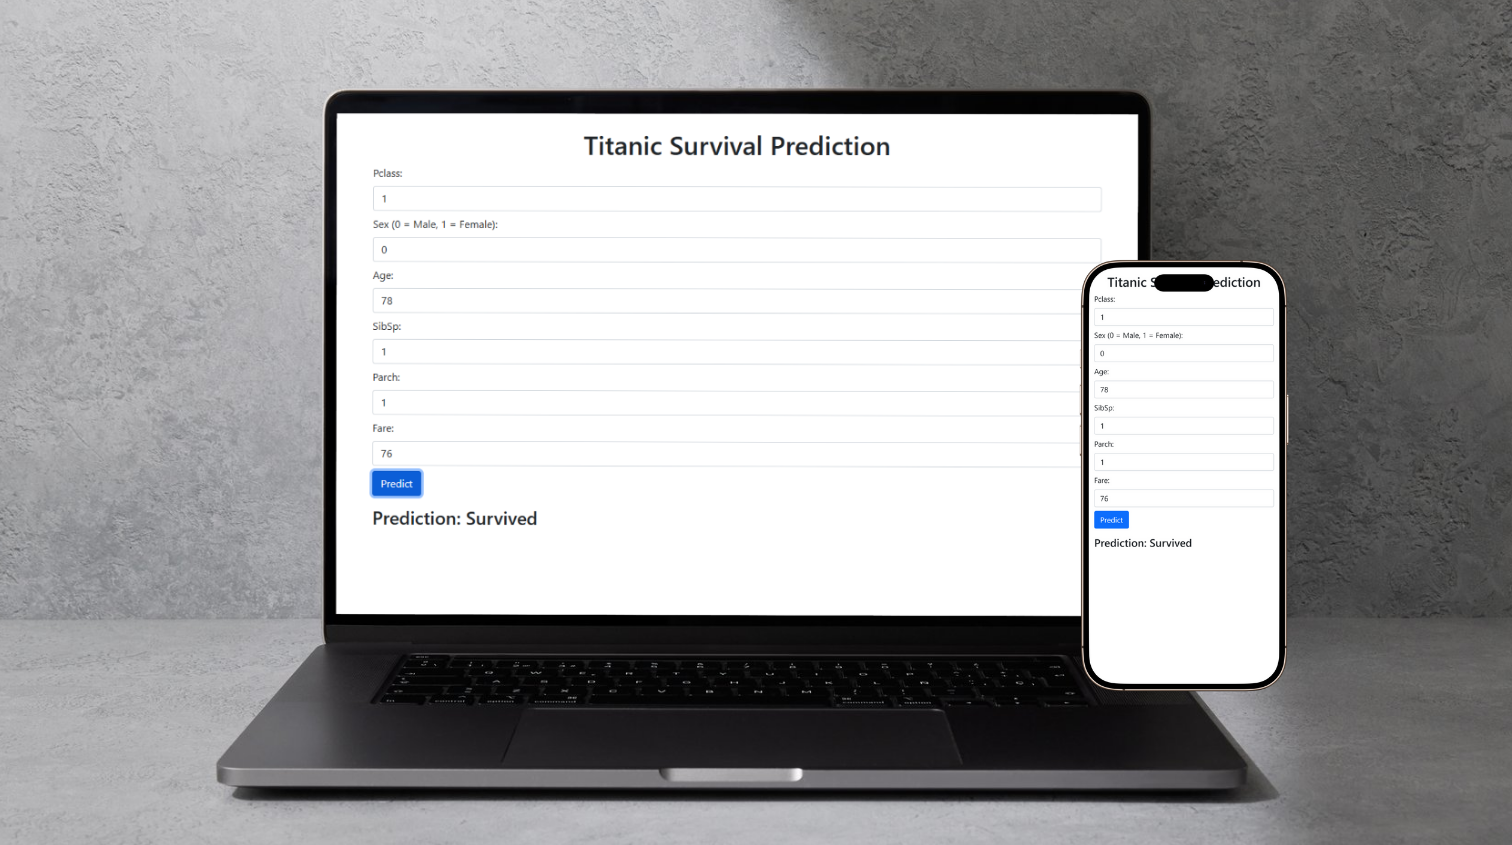 Titanic Survival Prediction
Pclass:
1
Sex (0 = Male, 1 = Female):
0
Age:
78
SibSp:
1
Parch:
1
Fare:
76
Predict
Prediction: Survived
Titanic S ediction
Pclass:
1
Sex (0 = Male, 1 = Female):
0
Age:
78
SibSp:
1
Parch:
1
Fare:
76
Predict
Prediction: Survived